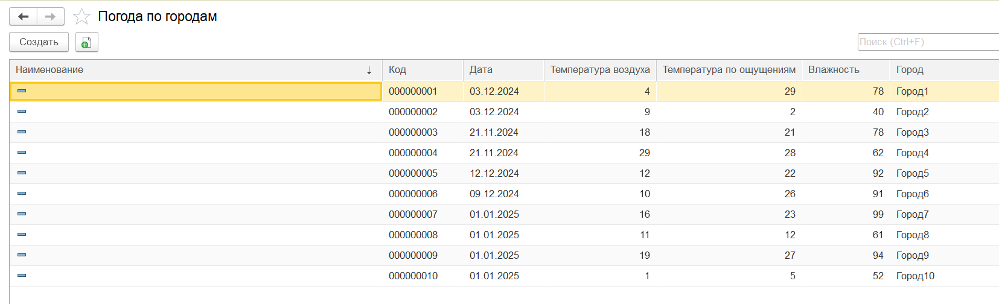 Погода по городам
Создать
Поиск (Ctrl+F)
Наименование ↓ Код Дата Температура воздуха Температура по ощущениям Влажность Город
000000001 03.12.2024 4 29 78 Город1
000000002 03.12.2024 9 2 40 Город2
000000003 21.11.2024 18 21 78 Город3
000000004 21.11.2024 29 28 62 Город4
000000005 12.12.2024 12 22 92 Город5
000000006 09.12.2024 10 26 91 Город6
000000007 01.01.2025 16 23 99 Город7
000000008 01.01.2025 11 12 61 Город8
000000009 01.01.2025 19 27 94 Город9
000000010 01.01.2025 1 5 52 Город10